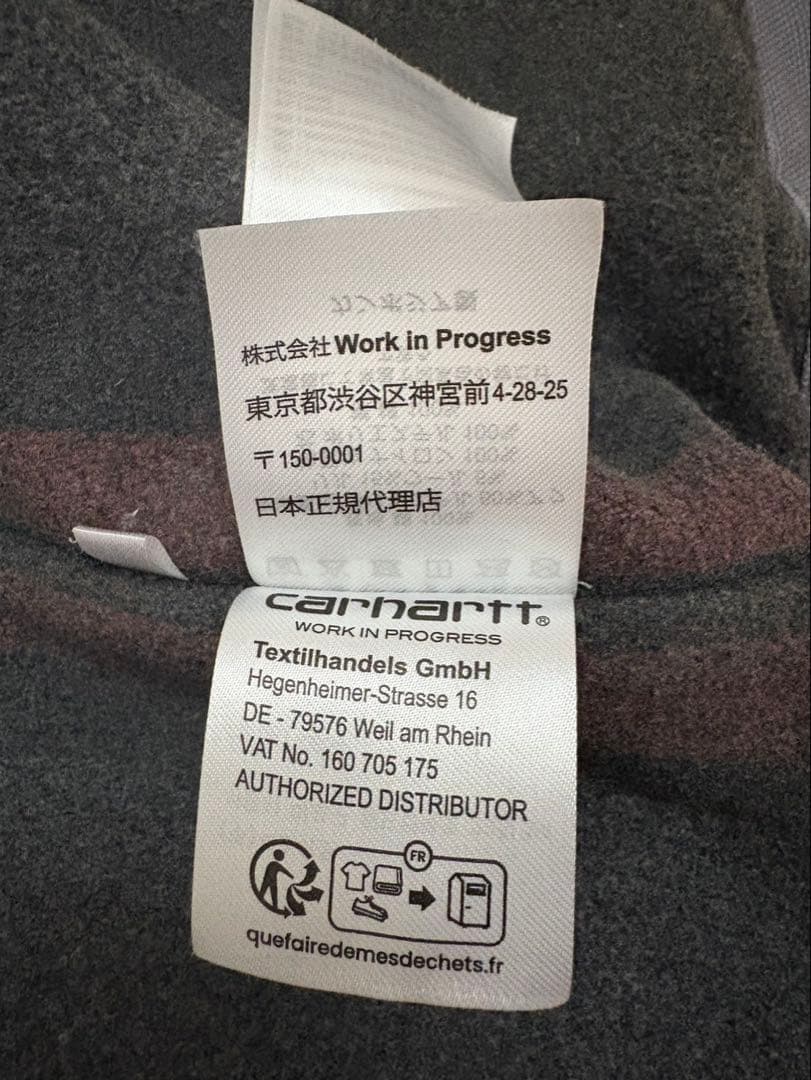 株式会社Work in Progress
東京都渋谷区神宮前4-28-25
〒150-0001
日本正規代理店
carhartt®
WORK IN PROGRESS
Textilhandels GmbH
Hegenheimer-Strasse 16
DE - 79576 Weil am Rhein
VAT No. 160 705 175
AUTHORIZED DISTRIBUTOR
FR
quefairedemesdechets.fr